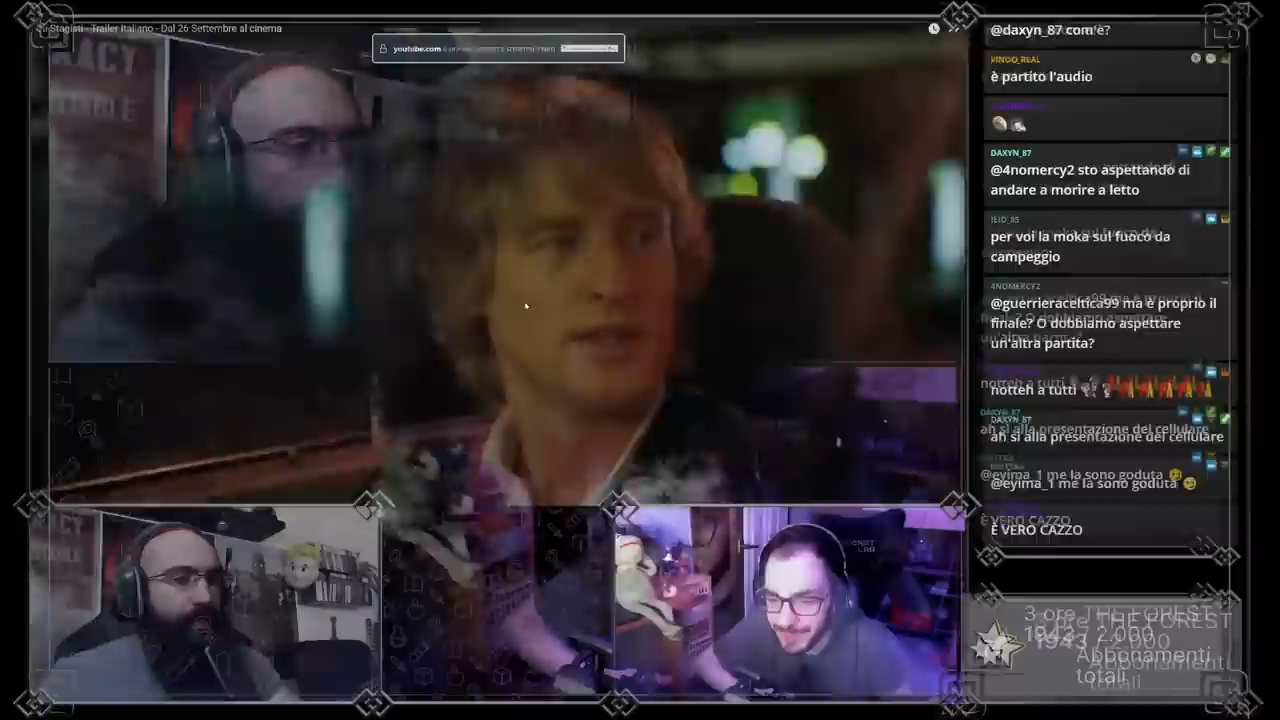 Stagisti - Trailer Italiano - Dal 26 Settembre al cinema
youtube.com
@daxyn_87 com'è?
PINGO_REAL
è partito l'audio
DAXYN_87
@4nomercy2 sto aspettando di
andare a morire a letto
per voi la moka sul fuoco da
campeggio
4NOMERCY2
@guerrieraceltica99 ma è proprio il
finale? O dobbiamo aspettare
un'altra partita?
notteh a tutti
DAXYN_87
ah si alla presentazione del cellulare
@eyima_1 me la sono goduta
È VERO CAZZO
3 ore THE FOREST
1943 / 2.000
Abbonamenti
totali